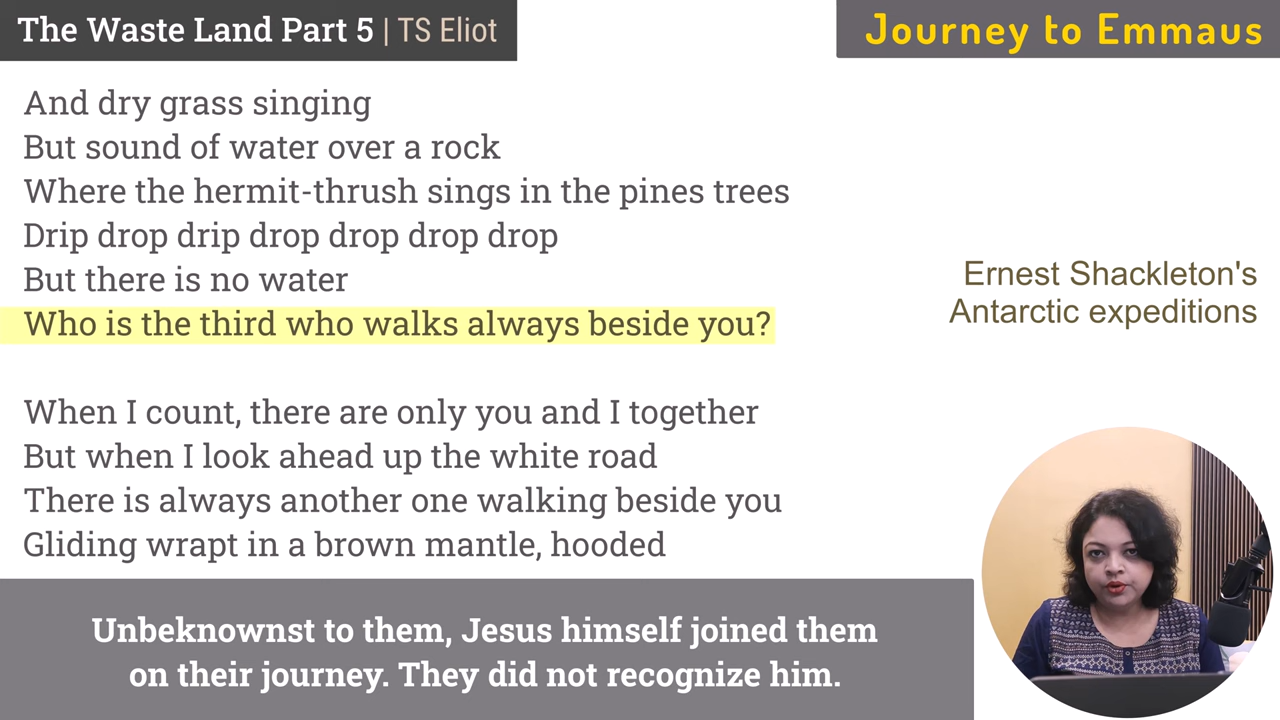 The Waste Land Part 5 | TS Eliot
Journey to Emmaus
And dry grass singing
But sound of water over a rock
Where the hermit-thrush sings in the pines trees
Drip drop drip drop drop drop drop
But there is no water
Who is the third who walks always beside you?
When I count, there are only you and I together
But when I look ahead up the white road
There is always another one walking beside you
Gliding wrapt in a brown mantle, hooded
Ernest Shackleton's
Antarctic expeditions
Unbeknownst to them, Jesus himself joined them
on their journey. They did not recognize him.